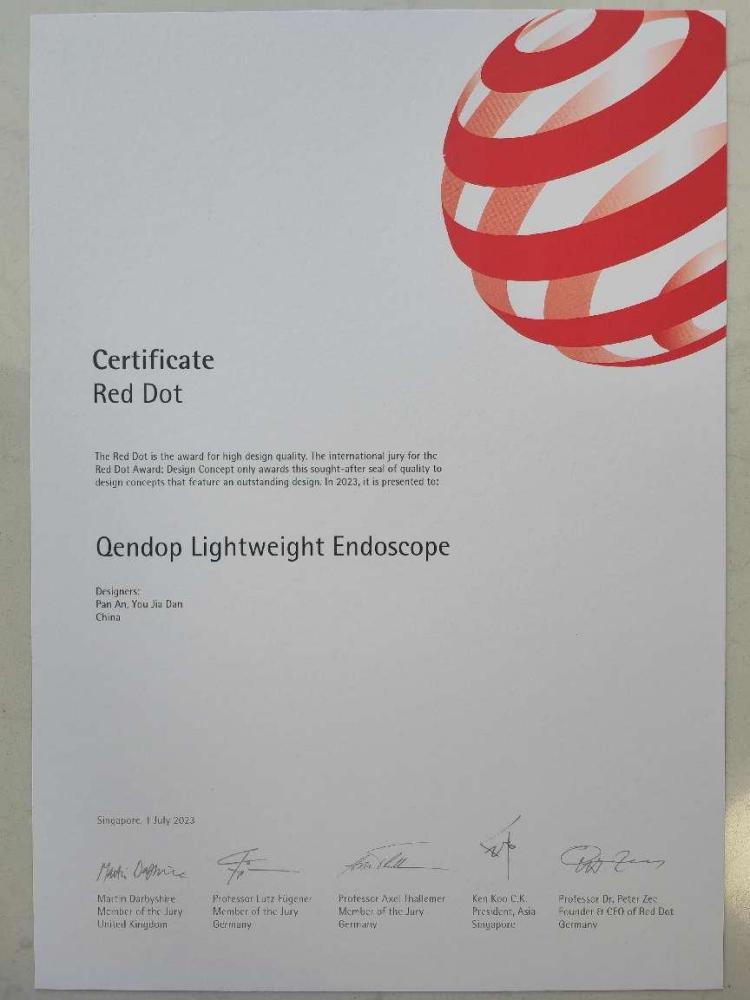 Certificate
Red Dot
The Red Dot is the award for high design quality. The international jury for the
Red Dot Award: Design Concept only awards this sought-after seal of quality to
design concepts that feature an outstanding design. In 2023, it is presented to:
Qendop Lightweight Endoscope
Designers:
Pan An, You Jia Dan
China
Singapore, 1 July 2023
Martin Darbyshire
Member of the Jury
United Kingdom
Professor Lutz Fügener
Member of the Jury
Germany
Professor Axel Thallemer
Member of the Jury
Germany
Ken Koo C.K.
President, Asia
Singapore
Professor Dr. Peter Zec
Founder & CEO of Red Dot
Germany